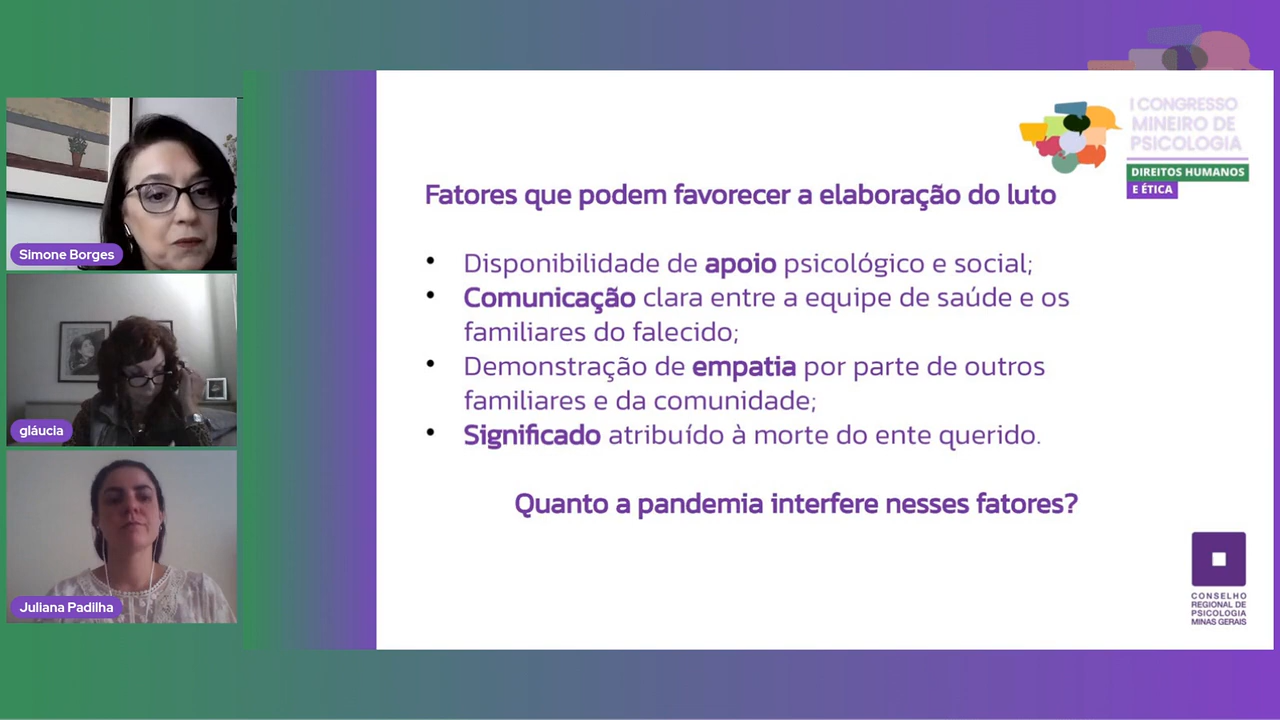 Simone Borges
gláucia
Juliana Padilha
I CONGRESSO
MINEIRO DE
PSICOLOGIA
DIREITOS HUMANOS
E ÉTICA
Fatores que podem favorecer a elaboração do luto
• Disponibilidade de apoio psicológico e social;
• Comunicação clara entre a equipe de saúde e os
familiares do falecido;
• Demonstração de empatia por parte de outros
familiares e da comunidade;
• Significado atribuído à morte do ente querido.
Quanto a pandemia interfere nesses fatores?
CONSELHO
REGIONAL DE
PSICOLOGIA
MINAS GERAIS